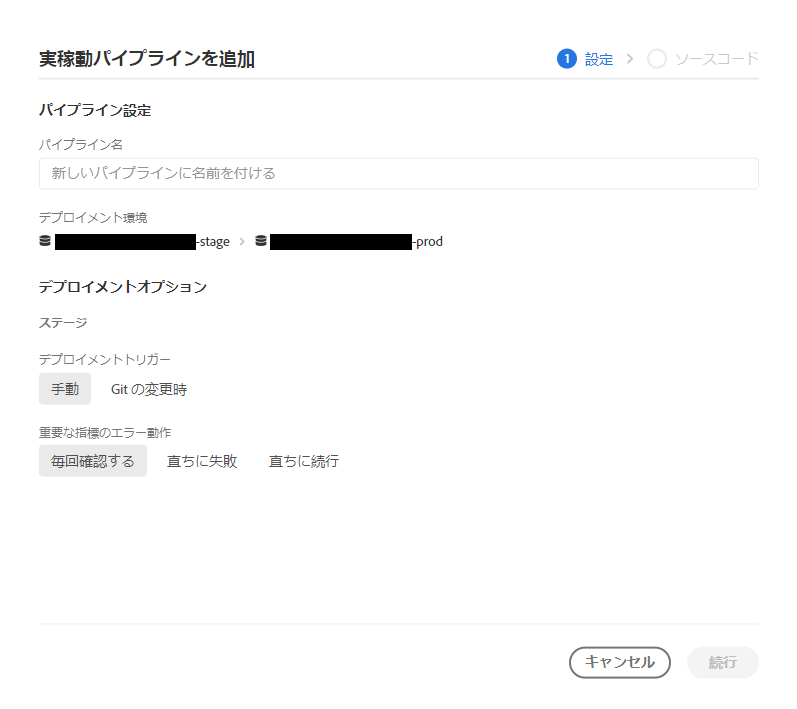 実稼動パイプラインを追加
1 設定 > ソースコード
パイプライン設定
パイプライン名
新しいパイプラインに名前を付ける
デプロイメント環境
-stage > -prod
デプロイメントオプション
ステージ
デプロイメントトリガー
手動 Git の変更時
重要な指標のエラー動作
毎回確認する 直ちに失敗 直ちに続行
キャンセル 続行